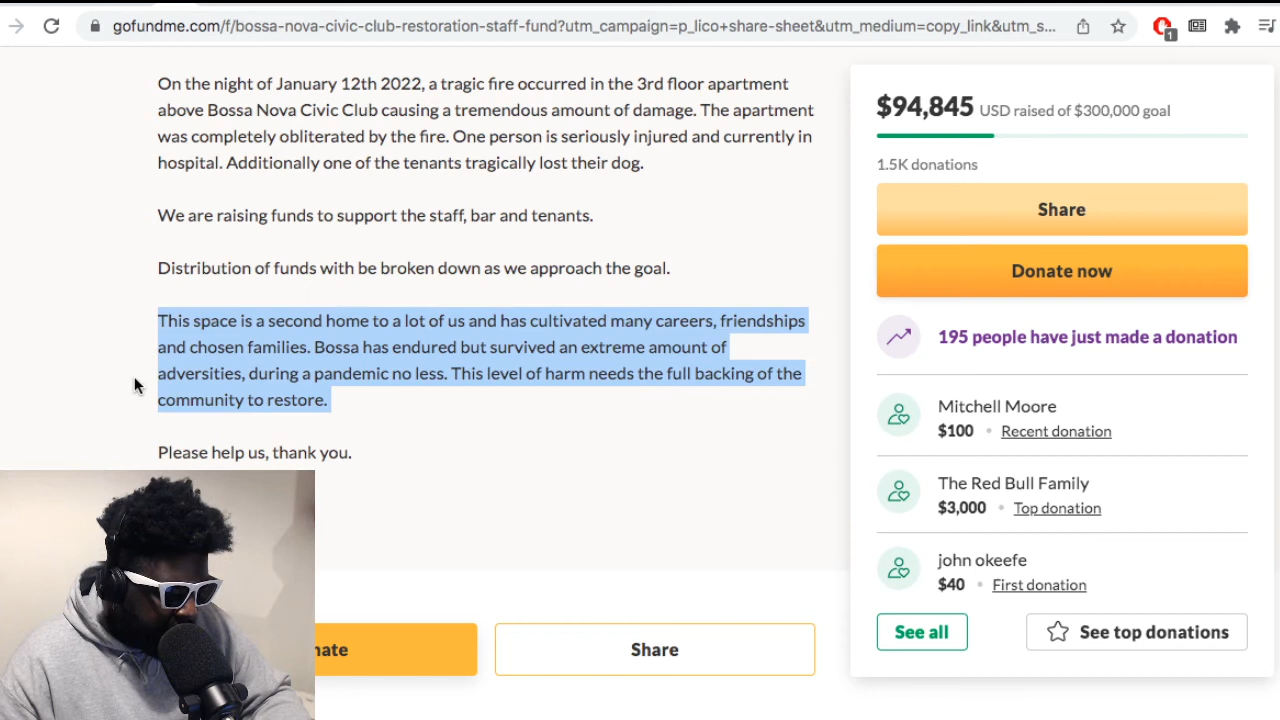 gofundme.com/f/bossa-nova-civic-club-restoration-staff-fund?utm_campaign=p_lico+share-sheet&utm_medium=copy_link&utm_s...
1
On the night of January 12th 2022, a tragic fire occurred in the 3rd floor apartment
above Bossa Nova Civic Club causing a tremendous amount of damage. The apartment
was completely obliterated by the fire. One person is seriously injured and currently in
hospital. Additionally one of the tenants tragically lost their dog.
We are raising funds to support the staff, bar and tenants.
Distribution of funds with be broken down as we approach the goal.
This space is a second home to a lot of us and has cultivated many careers, friendships
and chosen families. Bossa has endured but survived an extreme amount of
adversities, during a pandemic no less. This level of harm needs the full backing of the
community to restore.
Please help us, thank you.
nate
Share
$94,845 USD raised of $300,000 goal
1.5K donations
Share
Donate now
195 people have just made a donation
Mitchell Moore
$100 • Recent donation
The Red Bull Family
$3,000 • Top donation
john okeefe
$40 • First donation
See all
See top donations